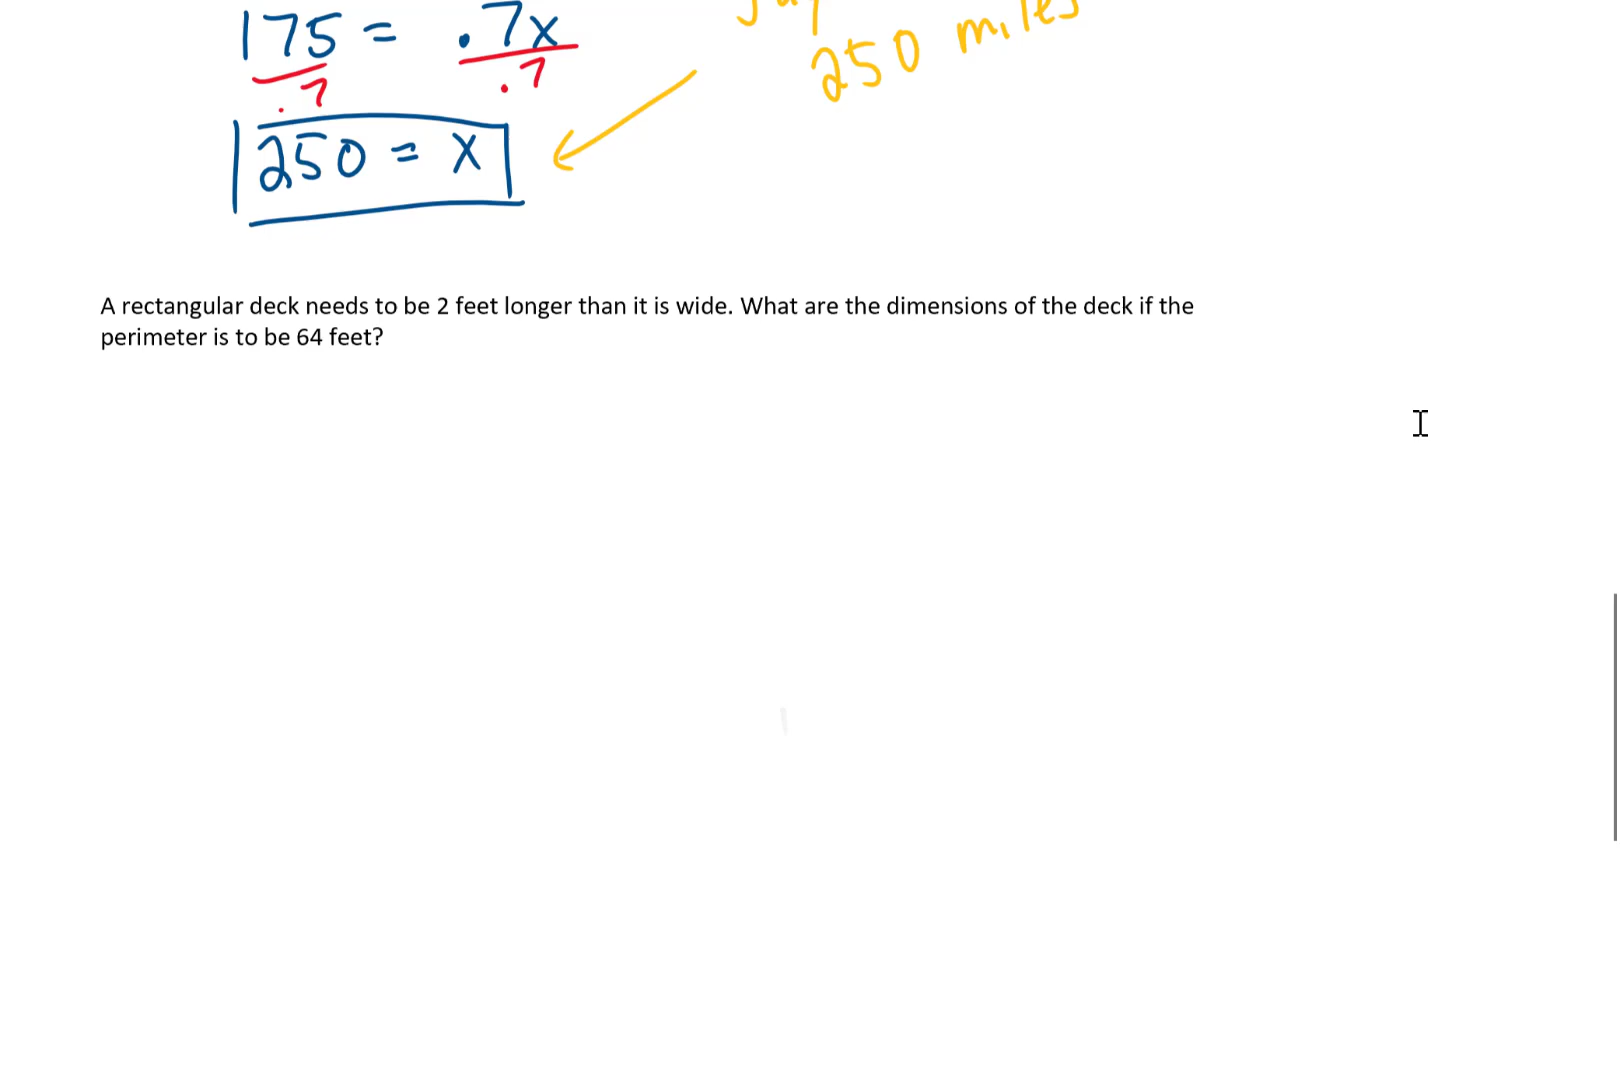 175 = .7x
.7 .7
250 miles
250 = x
A rectangular deck needs to be 2 feet longer than it is wide. What are the dimensions of the deck if the
perimeter is to be 64 feet?